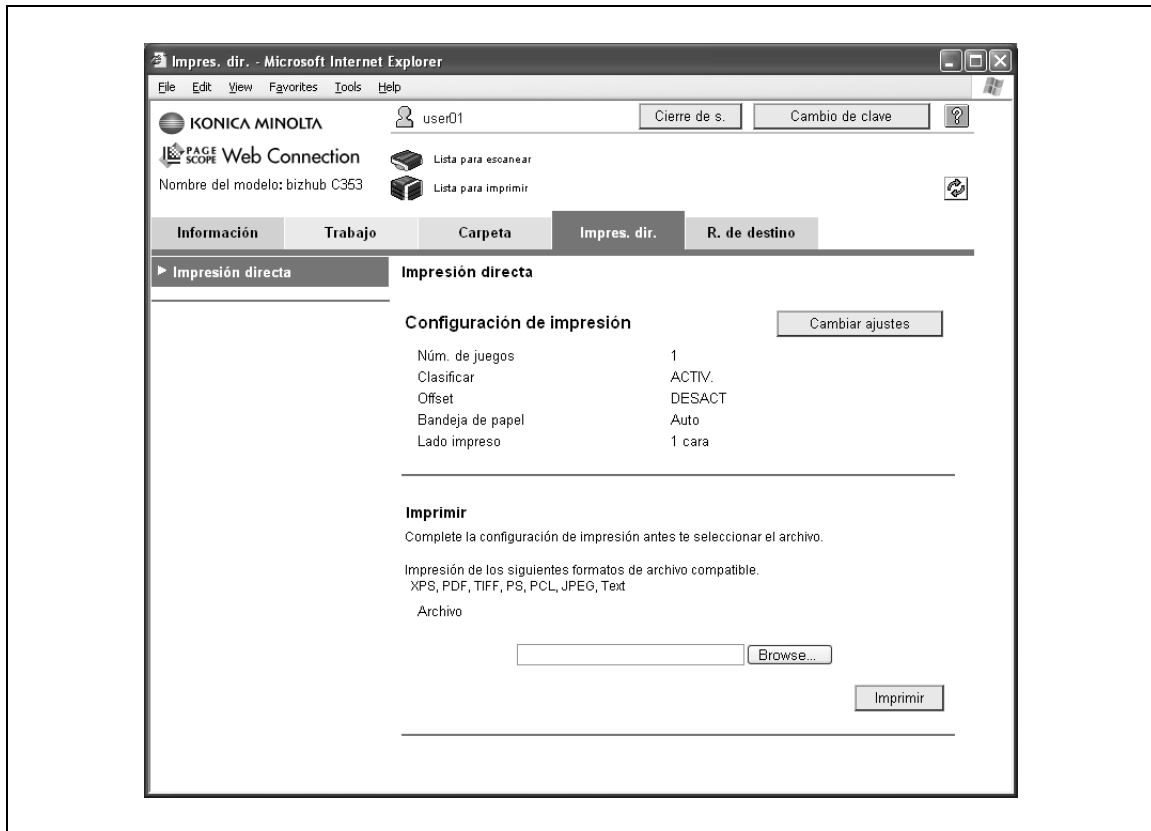 Impres. dir. - Microsoft Internet Explorer
File Edit View Favorites Tools Help
KONICA MINOLTA
user01
Cierre de s.
Cambio de clave
?
PAGE SCOPE Web Connection
Lista para escanear
Nombre del modelo: bizhub C353
Lista para imprimir
Información Trabajo Carpeta Impres. dir. R. de destino
Impresión directa
Impresión directa
Configuración de impresión
Cambiar ajustes
Núm. de juegos 1
Clasificar ACTIV.
Offset DESACT
Bandeja de papel Auto
Lado impreso 1 cara
Imprimir
Complete la configuración de impresión antes te seleccionar el archivo.
Impresión de los siguientes formatos de archivo compatible.
XPS, PDF, TIFF, PS, PCL, JPEG, Text
Archivo
Browse...
Imprimir